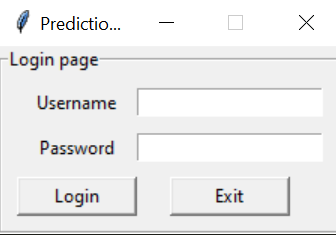 Predictio...
Login page
Username
Password
Login Exit